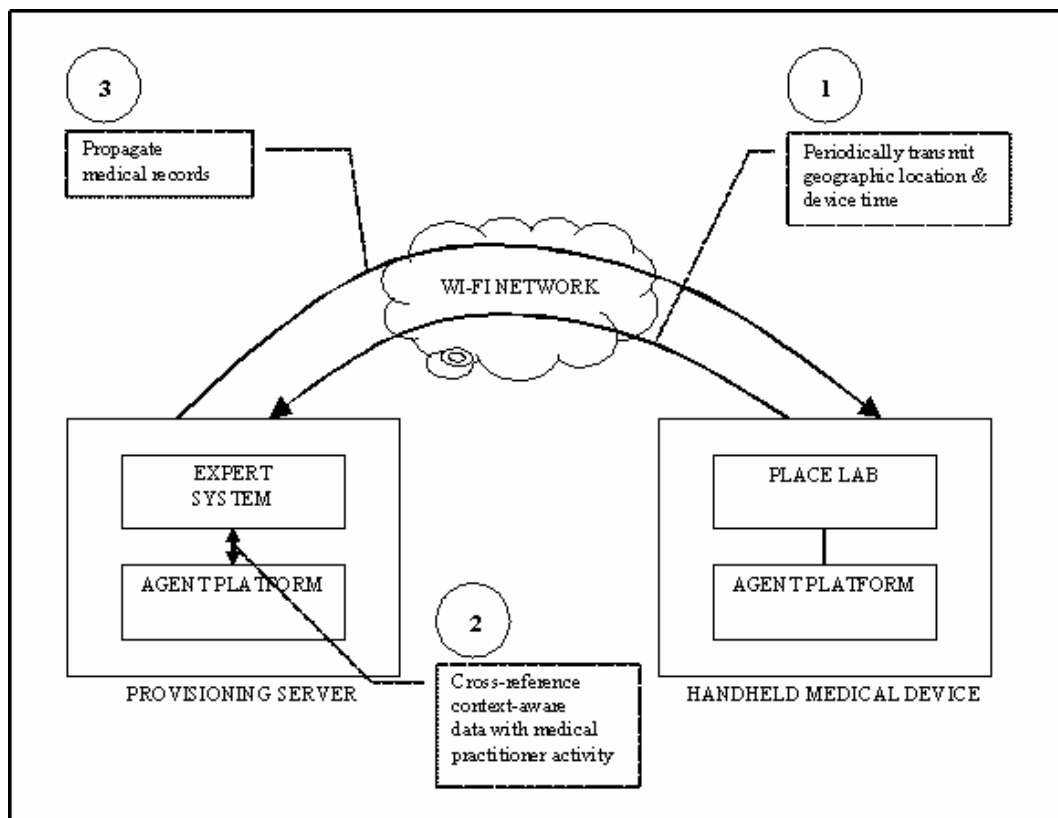 3
Propagate
medical records
1
Periodically transmit
geographic location &
device time
WI-FI NETWORK
EXPERT
SYSTEM
AGENT PLATFORM
PROVISIONING SERVER
PLACE LAB
AGENT PLATFORM
HANDHELD MEDICAL DEVICE
2
Cross-reference
context-aware
data with medical
practitioner activity